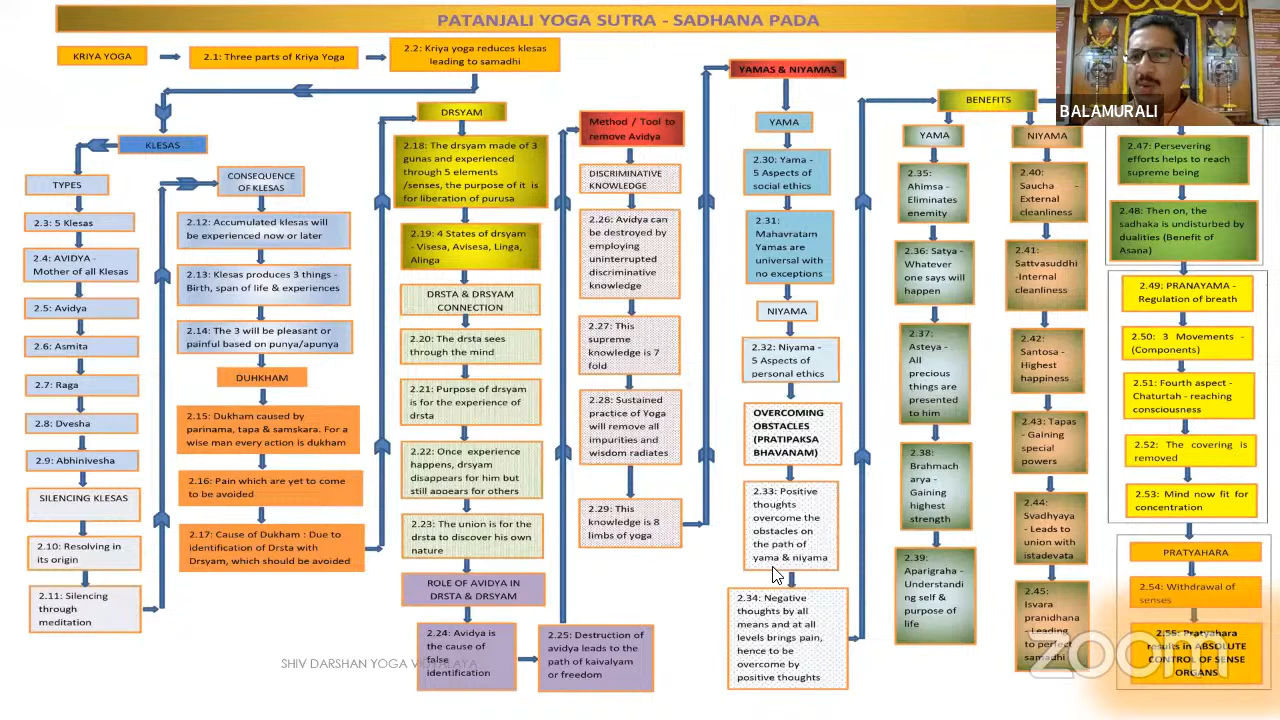 PATANJALI YOGA SUTRA - SADHANA PADA
KRIYA YOGA
2.1: Three parts of Kriya Yoga
2.2: Kriya yoga reduces klesas
leading to samadhi
KLESAS
TYPES
2.3: 5 Klesas
2.4: AVIDYA -
Mother of all Klesas
2.5: Avidya
2.6: Asmita
2.7: Raga
2.8: Dvesha
2.9: Abhinivesha
SILENCING KLESAS
2.10: Resolving in
its origin
2.11: Silencing
through
meditation
CONSEQUENCE
OF KLESAS
2.12: Accumulated klesas will
be experienced now or later
2.13: Klesas produces 3 things -
Birth, span of life & experiences
2.14: The 3 will be pleasant or
painful based on punya/apunya
DUHKHAM
2.15: Dukham caused by
parinama, tapa & samskara. For a
wise man every action is dukham
2.16: Pain which are yet to come
to be avoided
2.17: Cause of Dukham : Due to
identification of Drsta with
Drsyam, which should be avoided
DRSYAM
2.18: The drsyam made of 3
gunas and experienced
through 5 elements
/senses, the purpose of it is
for liberation of purusa
2.19: 4 States of drsyam
- Visesa, Avisesa, Linga,
Alinga
DRSTA & DRSYAM
CONNECTION
2.20: The drsta sees
through the mind
2.21: Purpose of drsyam
is for the experience of
drsta
2.22: Once experience
happens, drsyam
disappears for him but
still appears for others
2.23: The union is for the
drsta to discover his own
nature
ROLE OF AVIDYA IN
DRSTA & DRSYAM
2.24: Avidya is
the cause of
false
identification
2.25: Destruction of
avidya leads to the
path of kaivalyam
or freedom
Method / Tool to
remove Avidya
DISCRIMINATIVE
KNOWLEDGE
2.26: Avidya can
be destroyed by
employing
uninterrupted
discriminative
knowledge
2.27: This
supreme
knowledge is 7
fold
2.28: Sustained
practice of Yoga
will remove all
impurities and
wisdom radiates
2.29: This
knowledge is 8
limbs of yoga
YAMAS & NIYAMAS
YAMA
2.30: Yama -
5 Aspects of
social ethics
2.31:
Mahavratam
Yamas are
universal with
no exceptions
NIYAMA
2.32: Niyama -
5 Aspects of
personal ethics
OVERCOMING
OBSTACLES
(PRATIPAKSA
BHAVANAM)
2.33: Positive
thoughts
overcome the
obstacles on
the path of
yama & niyama
2.34: Negative
thoughts by all
means and at all
levels brings pain,
hence to be
overcome by
positive thoughts
BENEFITS
YAMA
2.35:
Ahimsa -
Eliminates
enemity
2.36: Satya -
Whatever
one says will
happen
2.37:
Asteya -
All
precious
things are
presented
to him
2.38:
Brahmach
arya -
Gaining
highest
strength
2.39:
Aparigraha -
Understandi
ng self &
purpose of
life
NIYAMA
2.40:
Saucha -
External
cleanliness
2.41:
Sattvasuddhi
-Internal
cleanliness
2.42:
Santosa -
Highest
happiness
2.43: Tapas
- Gaining
special
powers
2.44:
Svadhyaya
- Leads to
union with
istadevata
2.45:
Isvara
pranidhana
- Leading
to perfect
samadhi
2.47: Persevering
efforts helps to reach
supreme being
2.48: Then on, the
sadhaka is undisturbed by
dualities (Benefit of
Asana)
2.49: PRANAYAMA -
Regulation of breath
2.50: 3 Movements -
(Components)
2.51: Fourth aspect -
Chaturtah - reaching
consciousness
2.52: The covering is
removed
2.53: Mind now fit for
concentration
PRATYAHARA
2.54: Withdrawal of
senses
2.55: Pratyahara
results in ABSOLUTE
CONTROL OF SENSE
ORGANS
BALAMURALI
SHIV DARSHAN YOGA
zoom